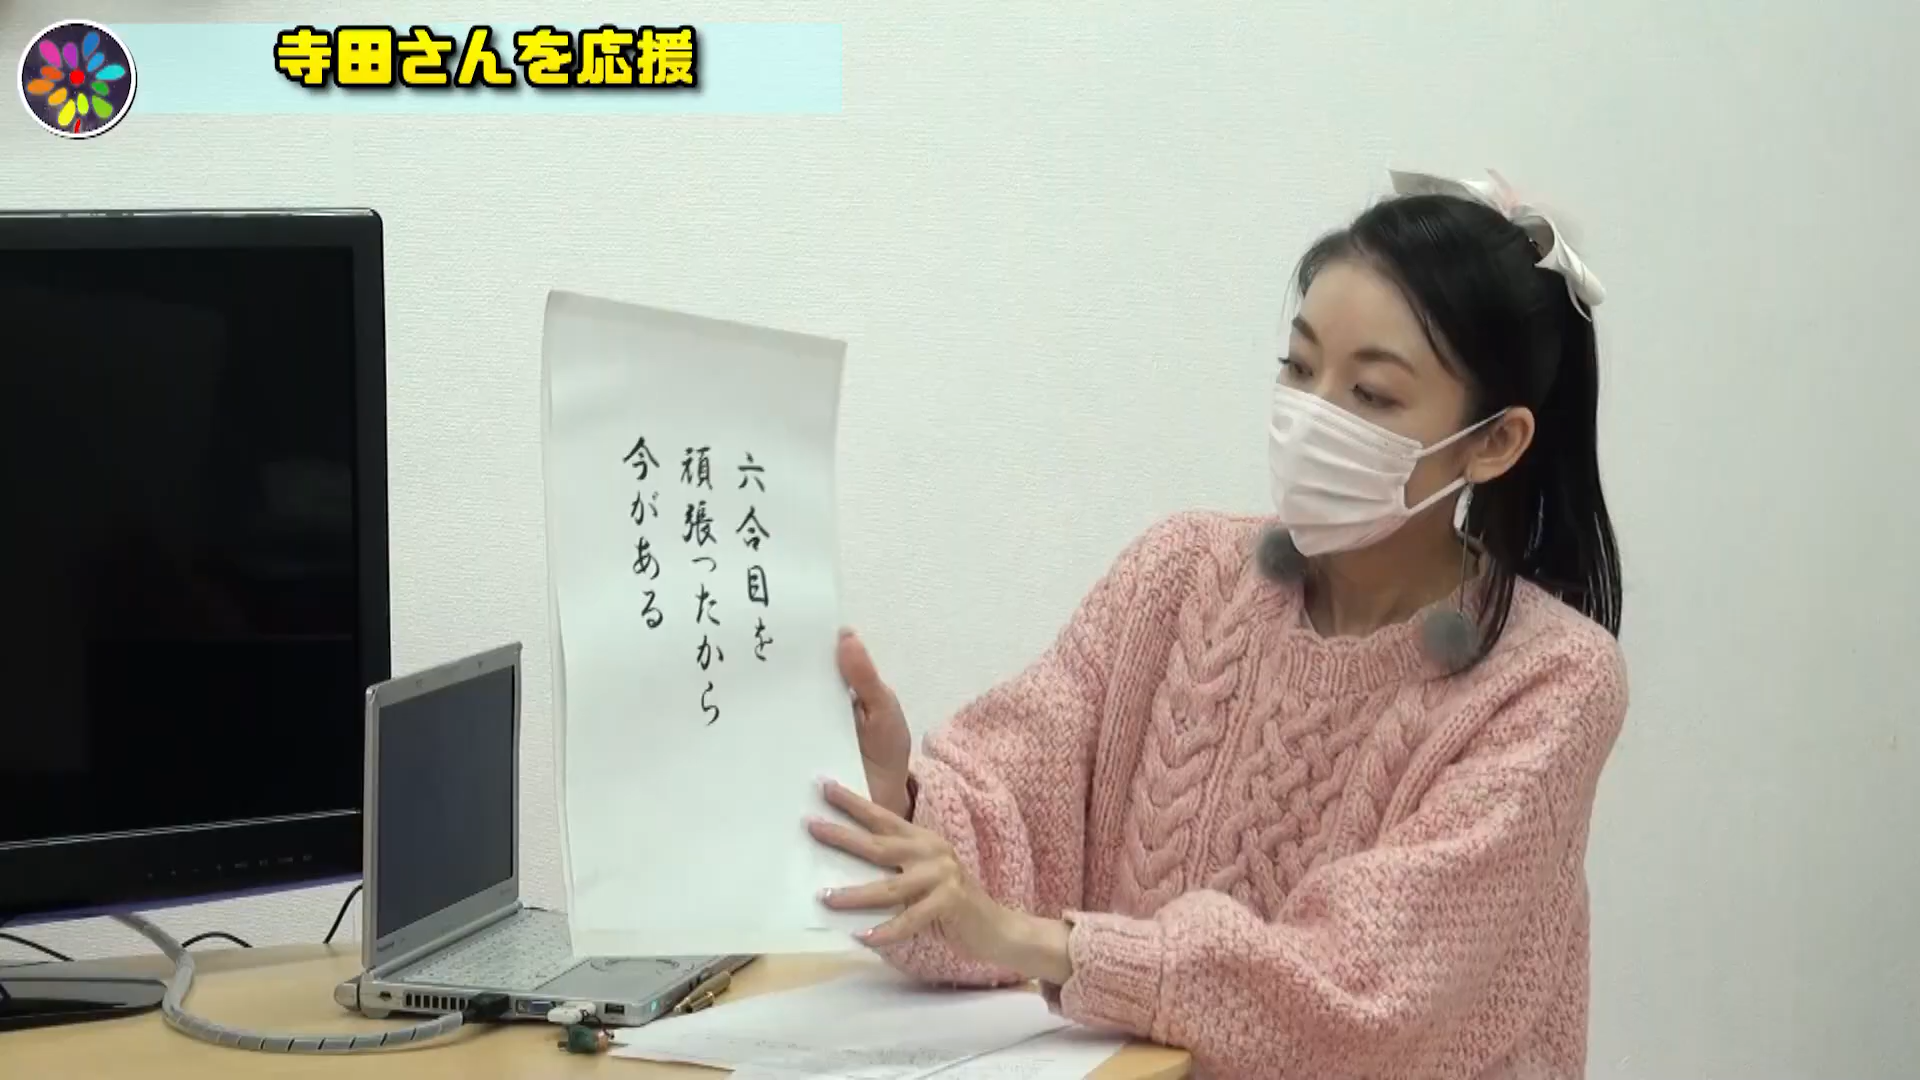 寺田さんを応援
六合目を
頑張ったから
今がある